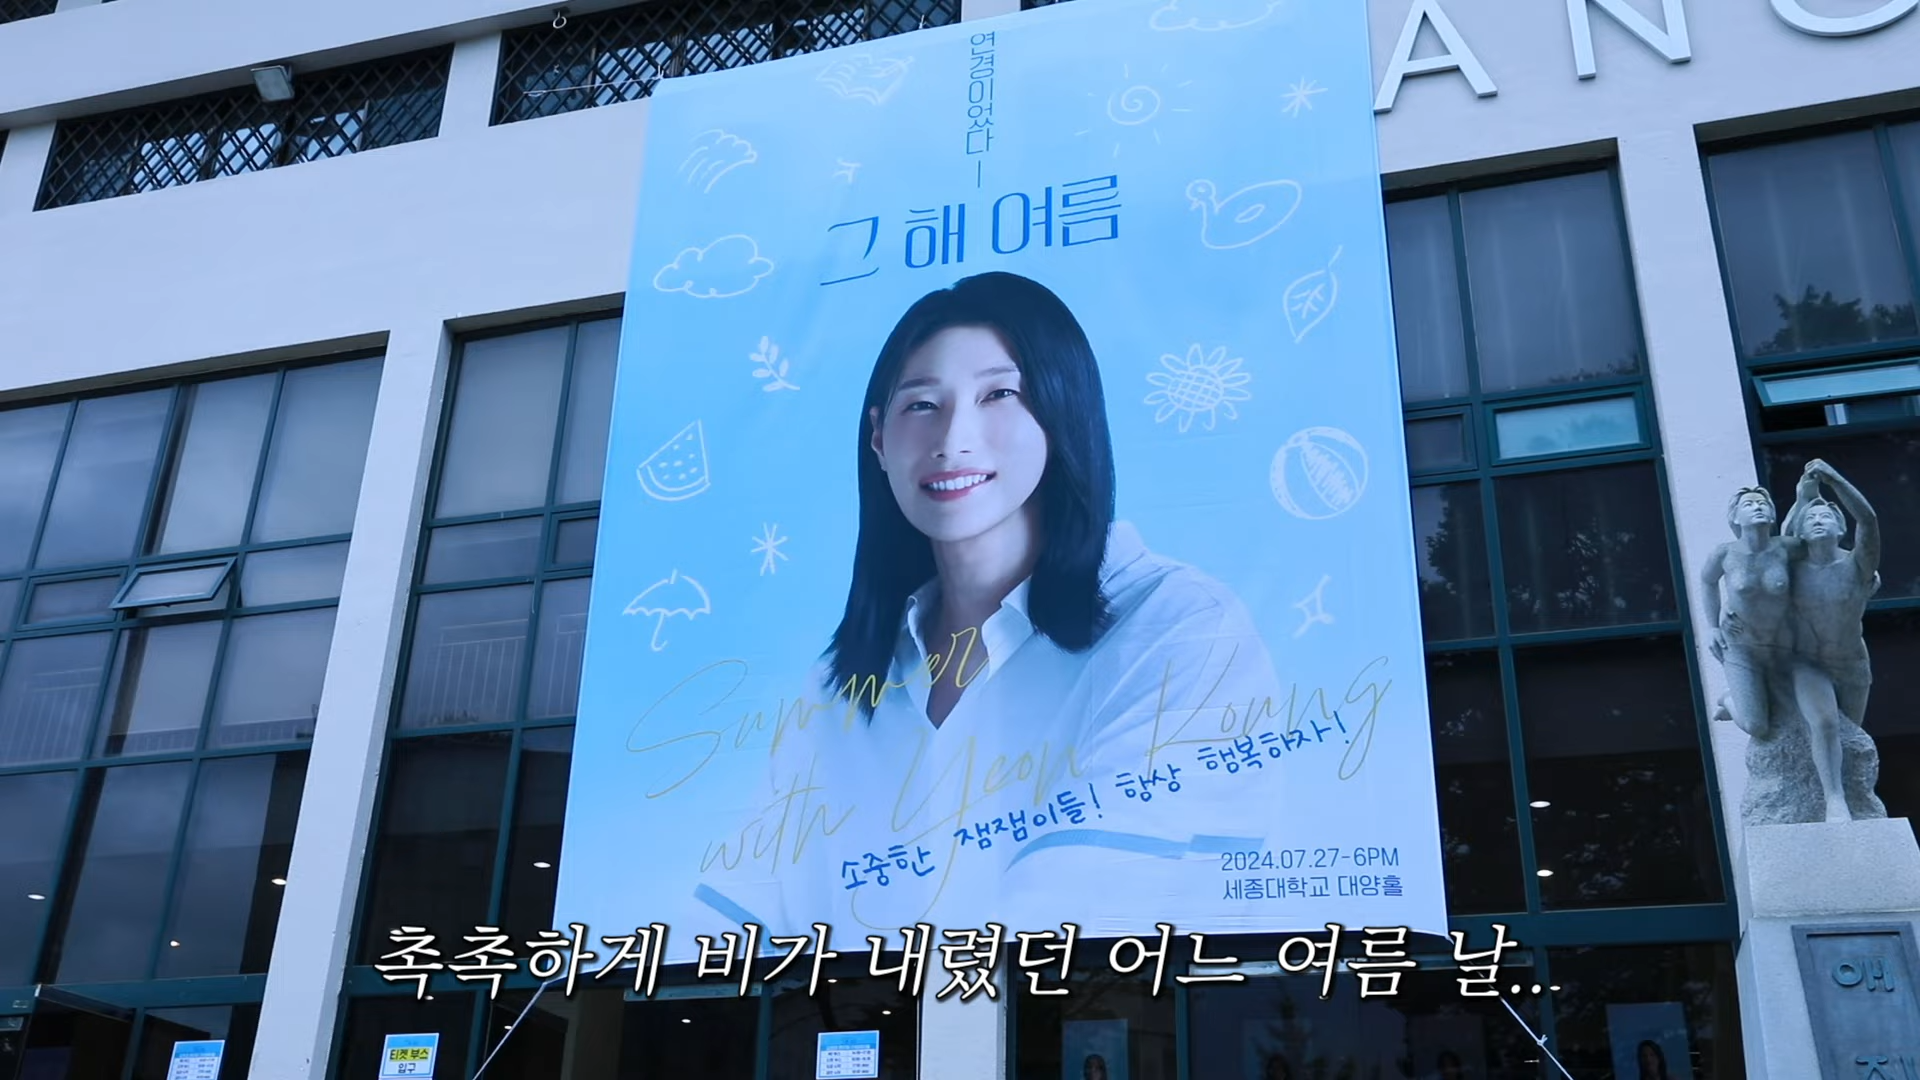 ANG
연경이었다-
그 해 여름
Summer
with Yeon Koung
소중한 잼잼이들! 항상 행복하자!
2024.07.27-6PM
세종대학교 대양홀
촉촉하게 비가 내렸던 어느 여름 날...
티켓 부스
입구
애
지